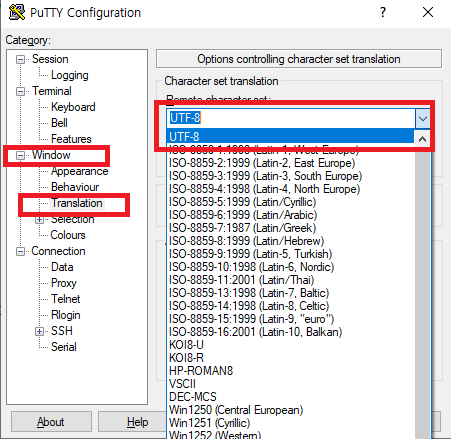 PuTTY Configuration
?
Category:
Session
Logging
Terminal
Keyboard
Bell
Features
Window
Appearance
Behaviour
Translation
Selection
Colours
Connection
Data
Proxy
Telnet
Rlogin
SSH
Serial
Options controlling character set translation
Character set translation
Remote character set:
UTF-8
UTF-8
ISO-8859-1:1998 (Latin-1, West Europe)
ISO-8859-2:1999 (Latin-2, East Europe)
ISO-8859-3:1999 (Latin-3, South Europe)
ISO-8859-4:1998 (Latin-4, North Europe)
ISO-8859-5:1999 (Latin/Cyrillic)
ISO-8859-6:1999 (Latin/Arabic)
ISO-8859-7:1987 (Latin/Greek)
ISO-8859-8:1999 (Latin/Hebrew)
ISO-8859-9:1999 (Latin-5, Turkish)
ISO-8859-10:1998 (Latin-6, Nordic)
ISO-8859-11:2001 (Latin/Thai)
ISO-8859-13:1998 (Latin-7, Baltic)
ISO-8859-14:1998 (Latin-8, Celtic)
ISO-8859-15:1999 (Latin-9, "euro")
ISO-8859-16:2001 (Latin-10, Balkan)
KOI8-U
KOI8-R
HP-ROMAN8
VSCII
DEC-MCS
Win1250 (Central European)
Win1251 (Cyrillic)
Win1252 (Western)
About
Help